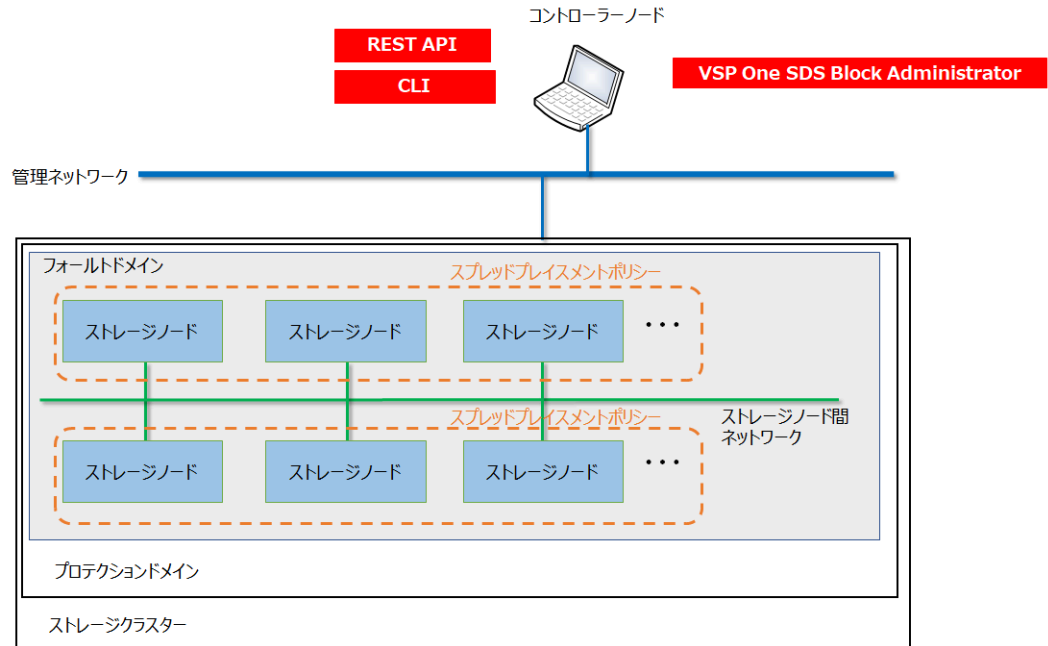 コントローラーノード
REST API
CLI
VSP One SDS Block Administrator
管理ネットワーク
フォールトドメイン
スプレッドプレイスメントポリシー
ストレージノード
ストレージノード
ストレージノード
・・・
スプレッドプレイスメントポリシー
ストレージノード間
ネットワーク
ストレージノード
ストレージノード
ストレージノード
・・・
プロテクションドメイン
ストレージクラスター